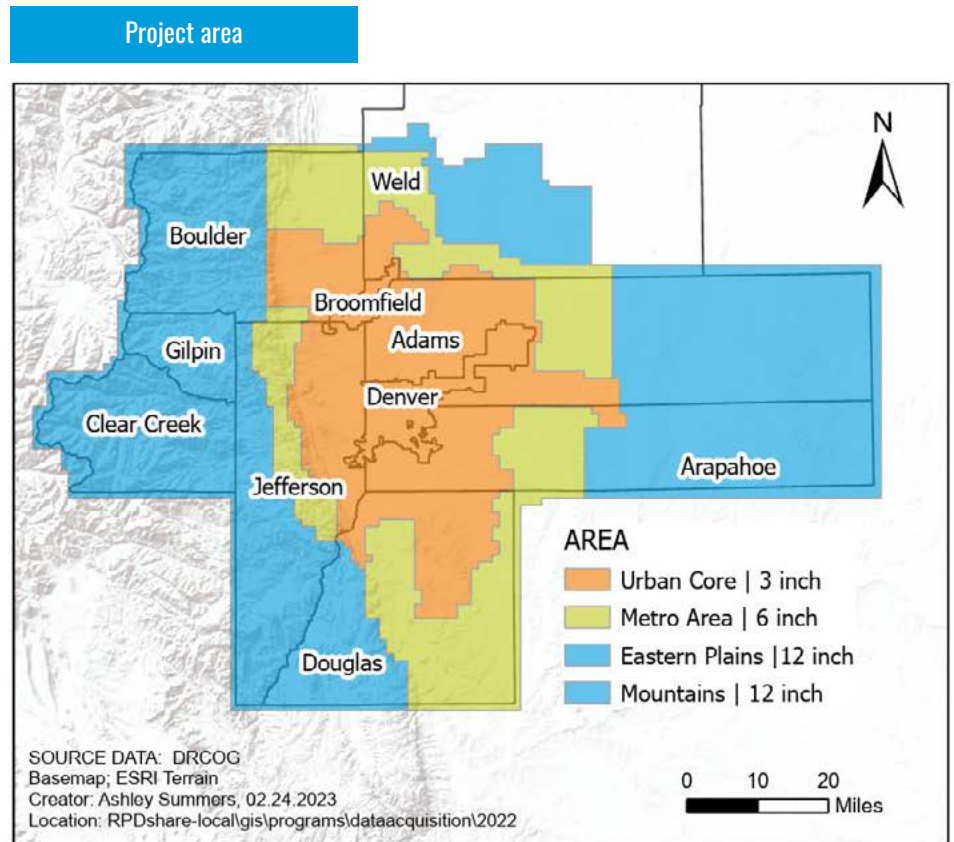 Project area
N
Weld
Boulder
Broomfield
Adams
Gilpin
Denver
Clear Creek
Arapahoe
Jefferson
Douglas
AREA
Urban Core | 3 inch
Metro Area | 6 inch
Eastern Plains |12 inch
Mountains | 12 inch
SOURCE DATA: DRCOG
Basemap; ESRI Terrain
Creator: Ashley Summers, 02.24.2023
Location: RPDshare-local\gis\programs\dataacquisition\2022
0 10 20
Miles